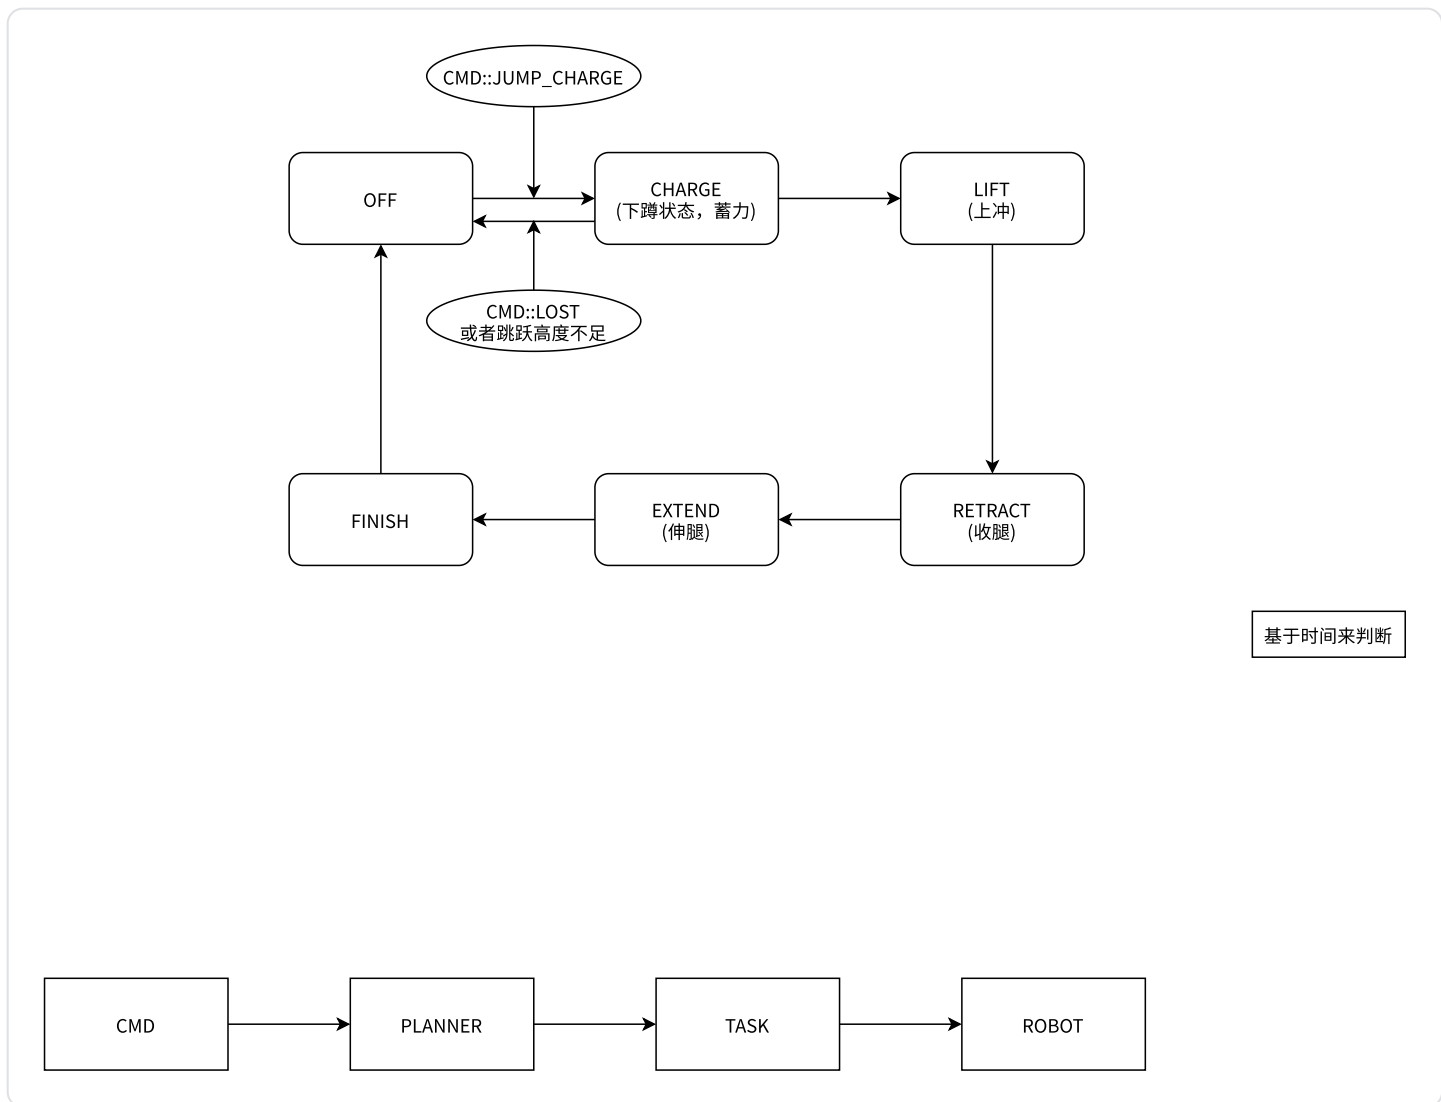 CMD::JUMP_CHARGE
OFF
CHARGE
(下蹲状态，蓄力)
LIFT
(上冲)
CMD::LOST
或者跳跃高度不足
FINISH
EXTEND
(伸腿)
RETRACT
(收腿)
基于时间来判断
CMD
PLANNER
TASK
ROBOT